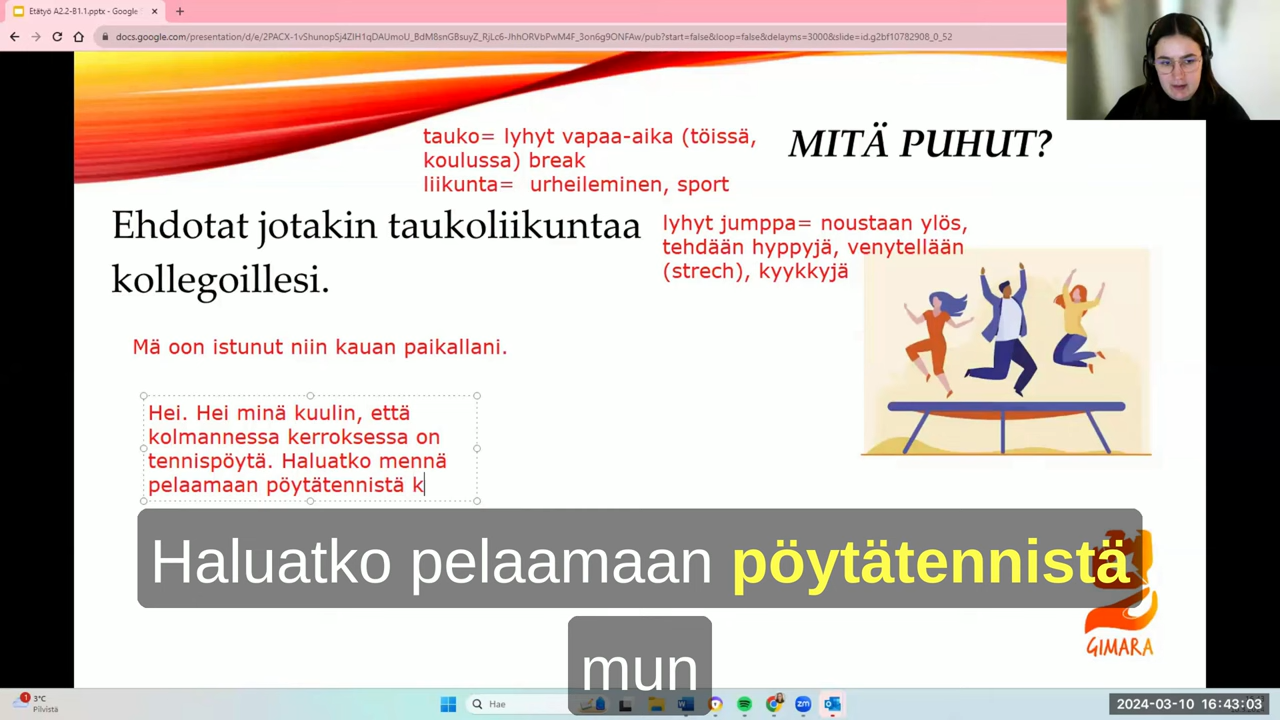 Etätyö A2.2-B1.1.pptx - Google
docs.google.com/presentation/d/e/2PACX-1vShunopSj4ZIH1qDAUmoU_BdM8snGBsuyZ_RjLc6-JhhORVbPwM4F_3on6g9ONFAw/pub?start=false&loop=false&delayms=3000&slide=id.g2bf10782908_0_52
tauko= lyhyt vapaa-aika (töissä,
koulussa) break
liikunta=  urheileminen, sport
MITÄ PUHUT?
Ehdotat jotakin taukoliikuntaa
kollegoillesi.
lyhyt jumppa= noustaan ylös,
tehdään hyppyjä, venytellään
(strech), kyykkyjä
Mä oon istunut niin kauan paikallani.
Hei. Hei minä kuulin, että
kolmannessa kerroksessa on
tennispöytä. Haluatko mennä
pelaamaan pöytätennistä k
Haluatko pelaamaan pöytätennistä
mun
GIMARA
1
3°C
Pilvistä
Hae
zm
2024-03-10 16:43:03